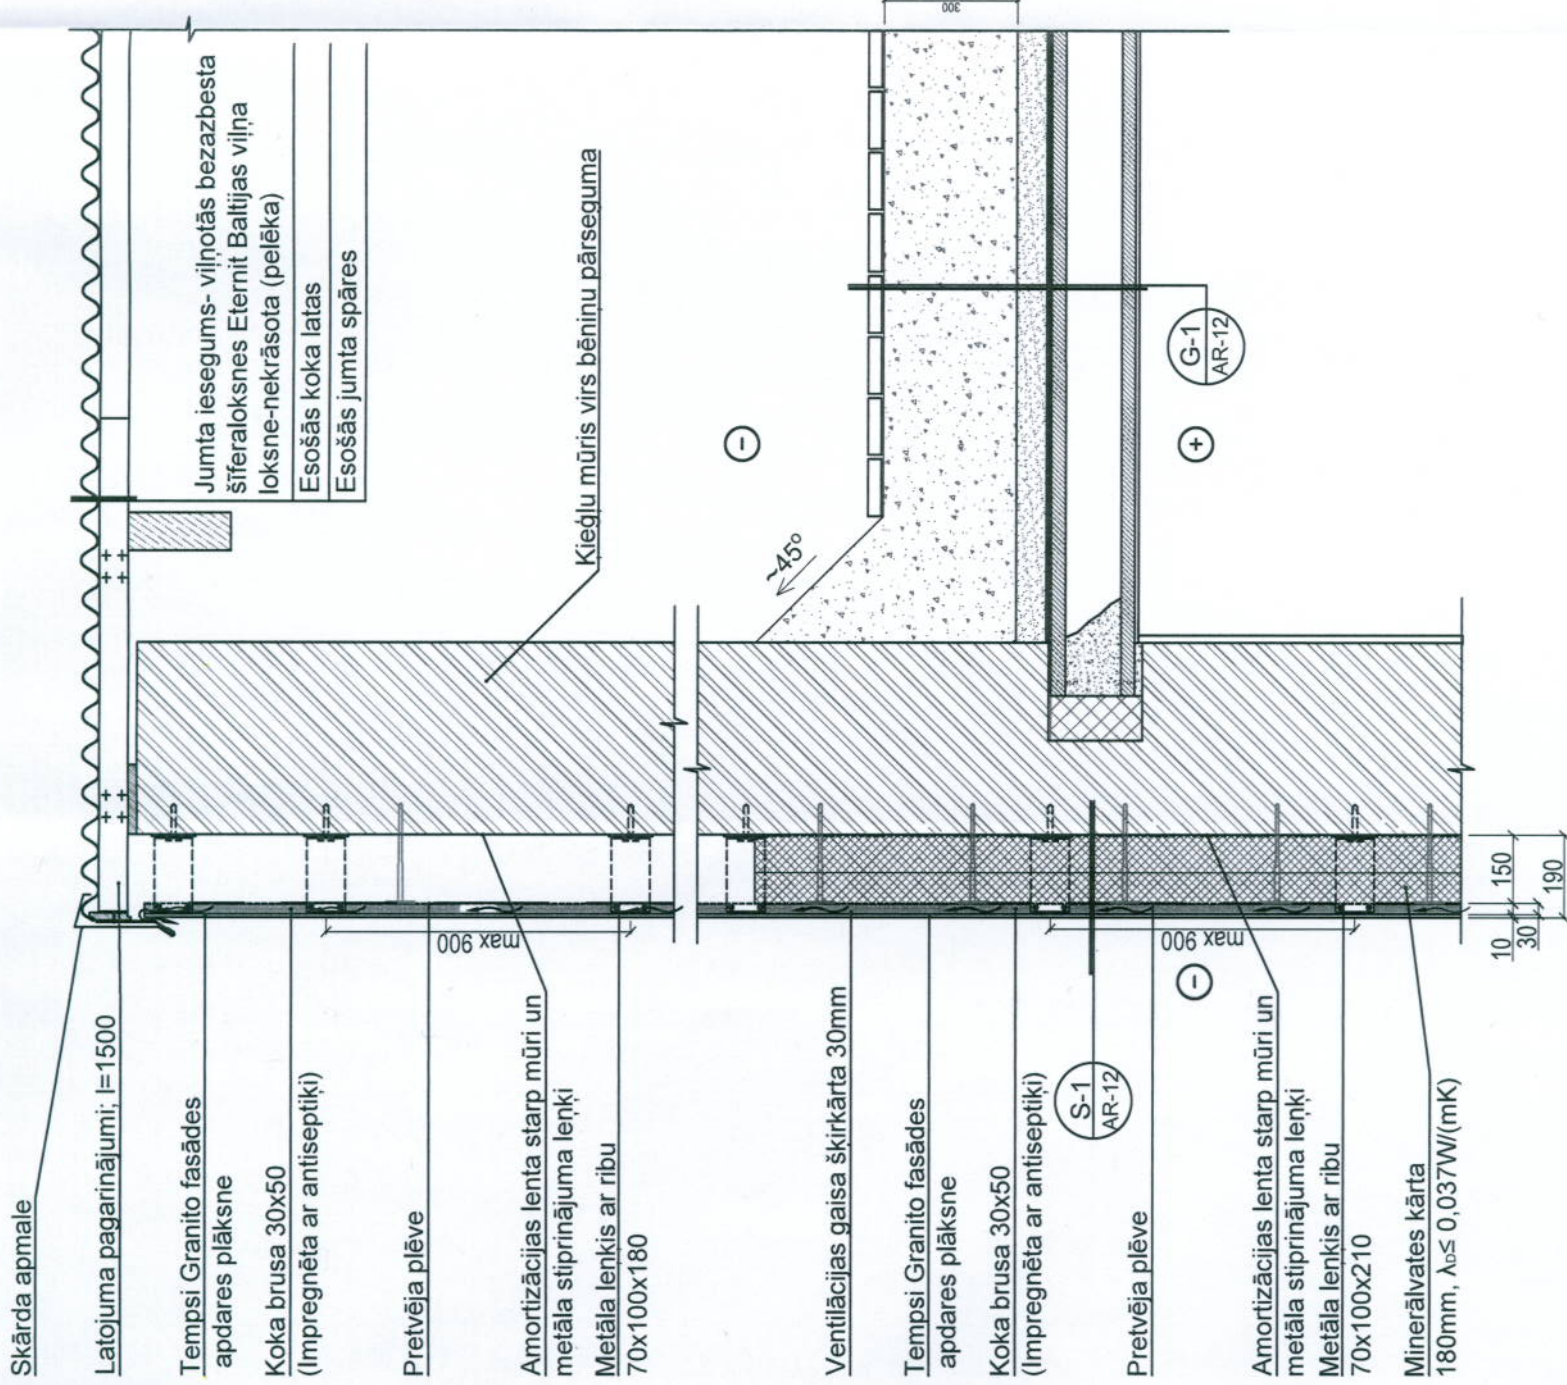 Skārda apmale
Latojuma pagarinājumi; l=1500
Tempsi Granito fasādes
apdares plāksne
Koka brusa 30x50
(Impregnēta ar antiseptiķi)
Pretvēja plēve
Amortizācijas lenta starp mūri un
metāla stiprinājuma leņķi
Metāla leņķis ar ribu
70x100x180
Ventilācijas gaisa šķirkārta 30mm
Tempsi Granito fasādes
apdares plāksne
Koka brusa 30x50
(Impregnēta ar antiseptiķi)
Pretvēja plēve
Amortizācijas lenta starp mūri un
metāla stiprinājuma leņķi
Metāla leņķis ar ribu
70x100x210
Minerālvates kārta
180mm, λD≤ 0,037W/(mK)
S-1
AR-12
max 900
max 900
10
30
150
190
Jumta iesegums- viļņotās bezazbesta
šīferaloksnes Eternit Baltijas viļņa
loksne-nekrāsota (pelēka)
Esošās koka latas
Esošās jumta spāres
Ķieģļu mūris virs bēniņu pārseguma
~45°
300
G-1
AR-12
-
+
-